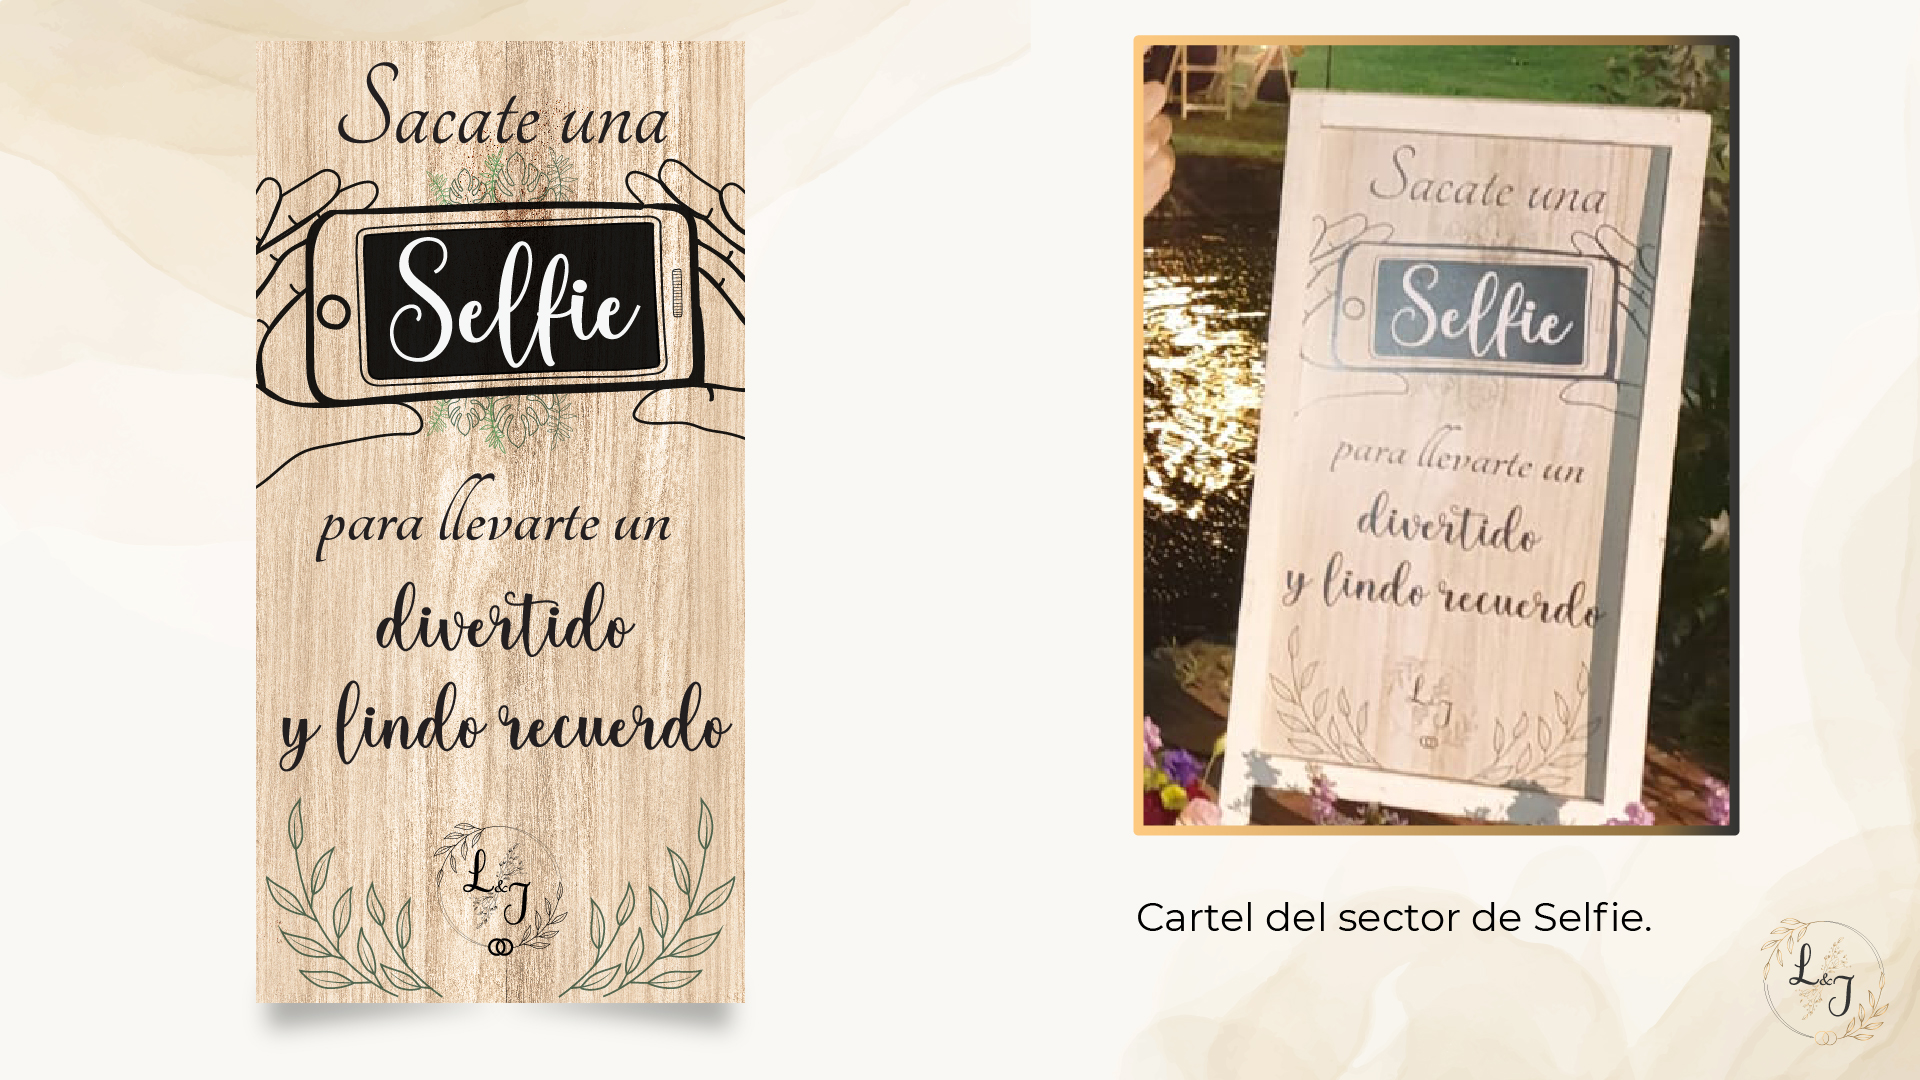 Sacate una
Selfie
para llevarte un
divertido
y lindo recuerdo
L&J
Sacate una
Selfie
para llevarte un
divertido
y lindo recuerdo
L J
Cartel del sector de Selfie.
L&J